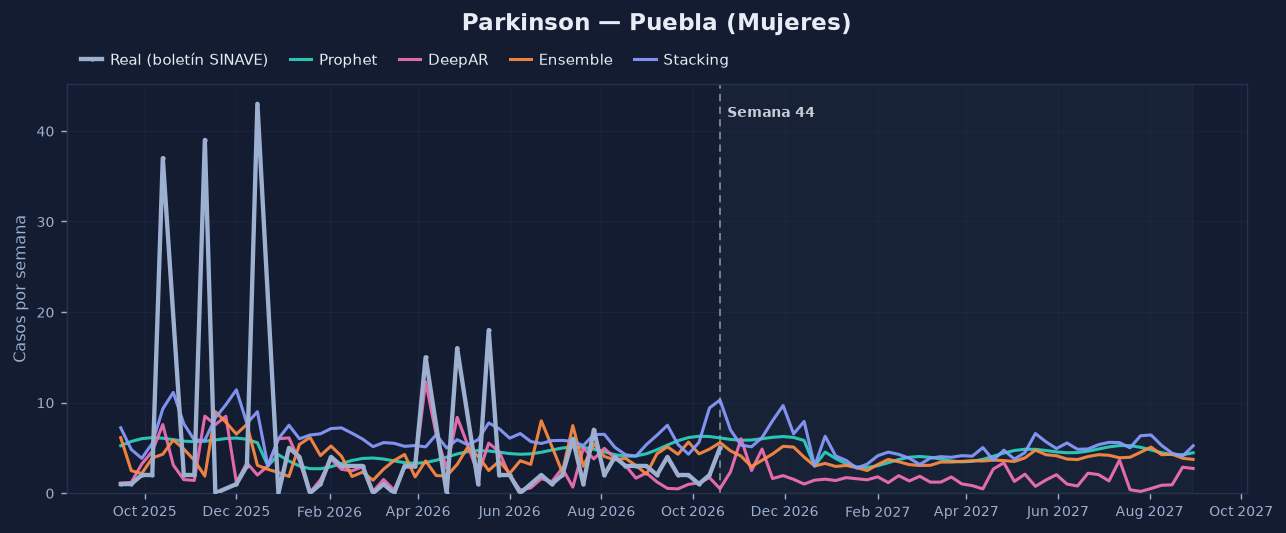 Parkinson — Puebla (Mujeres)
Real (boletín SINAVE) Prophet DeepAR Ensemble Stacking
Semana 44
Casos por semana
40
30
20
10
0
Oct 2025 Dec 2025 Feb 2026 Apr 2026 Jun 2026 Aug 2026 Oct 2026 Dec 2026 Feb 2027 Apr 2027 Jun 2027 Aug 2027 Oct 2027